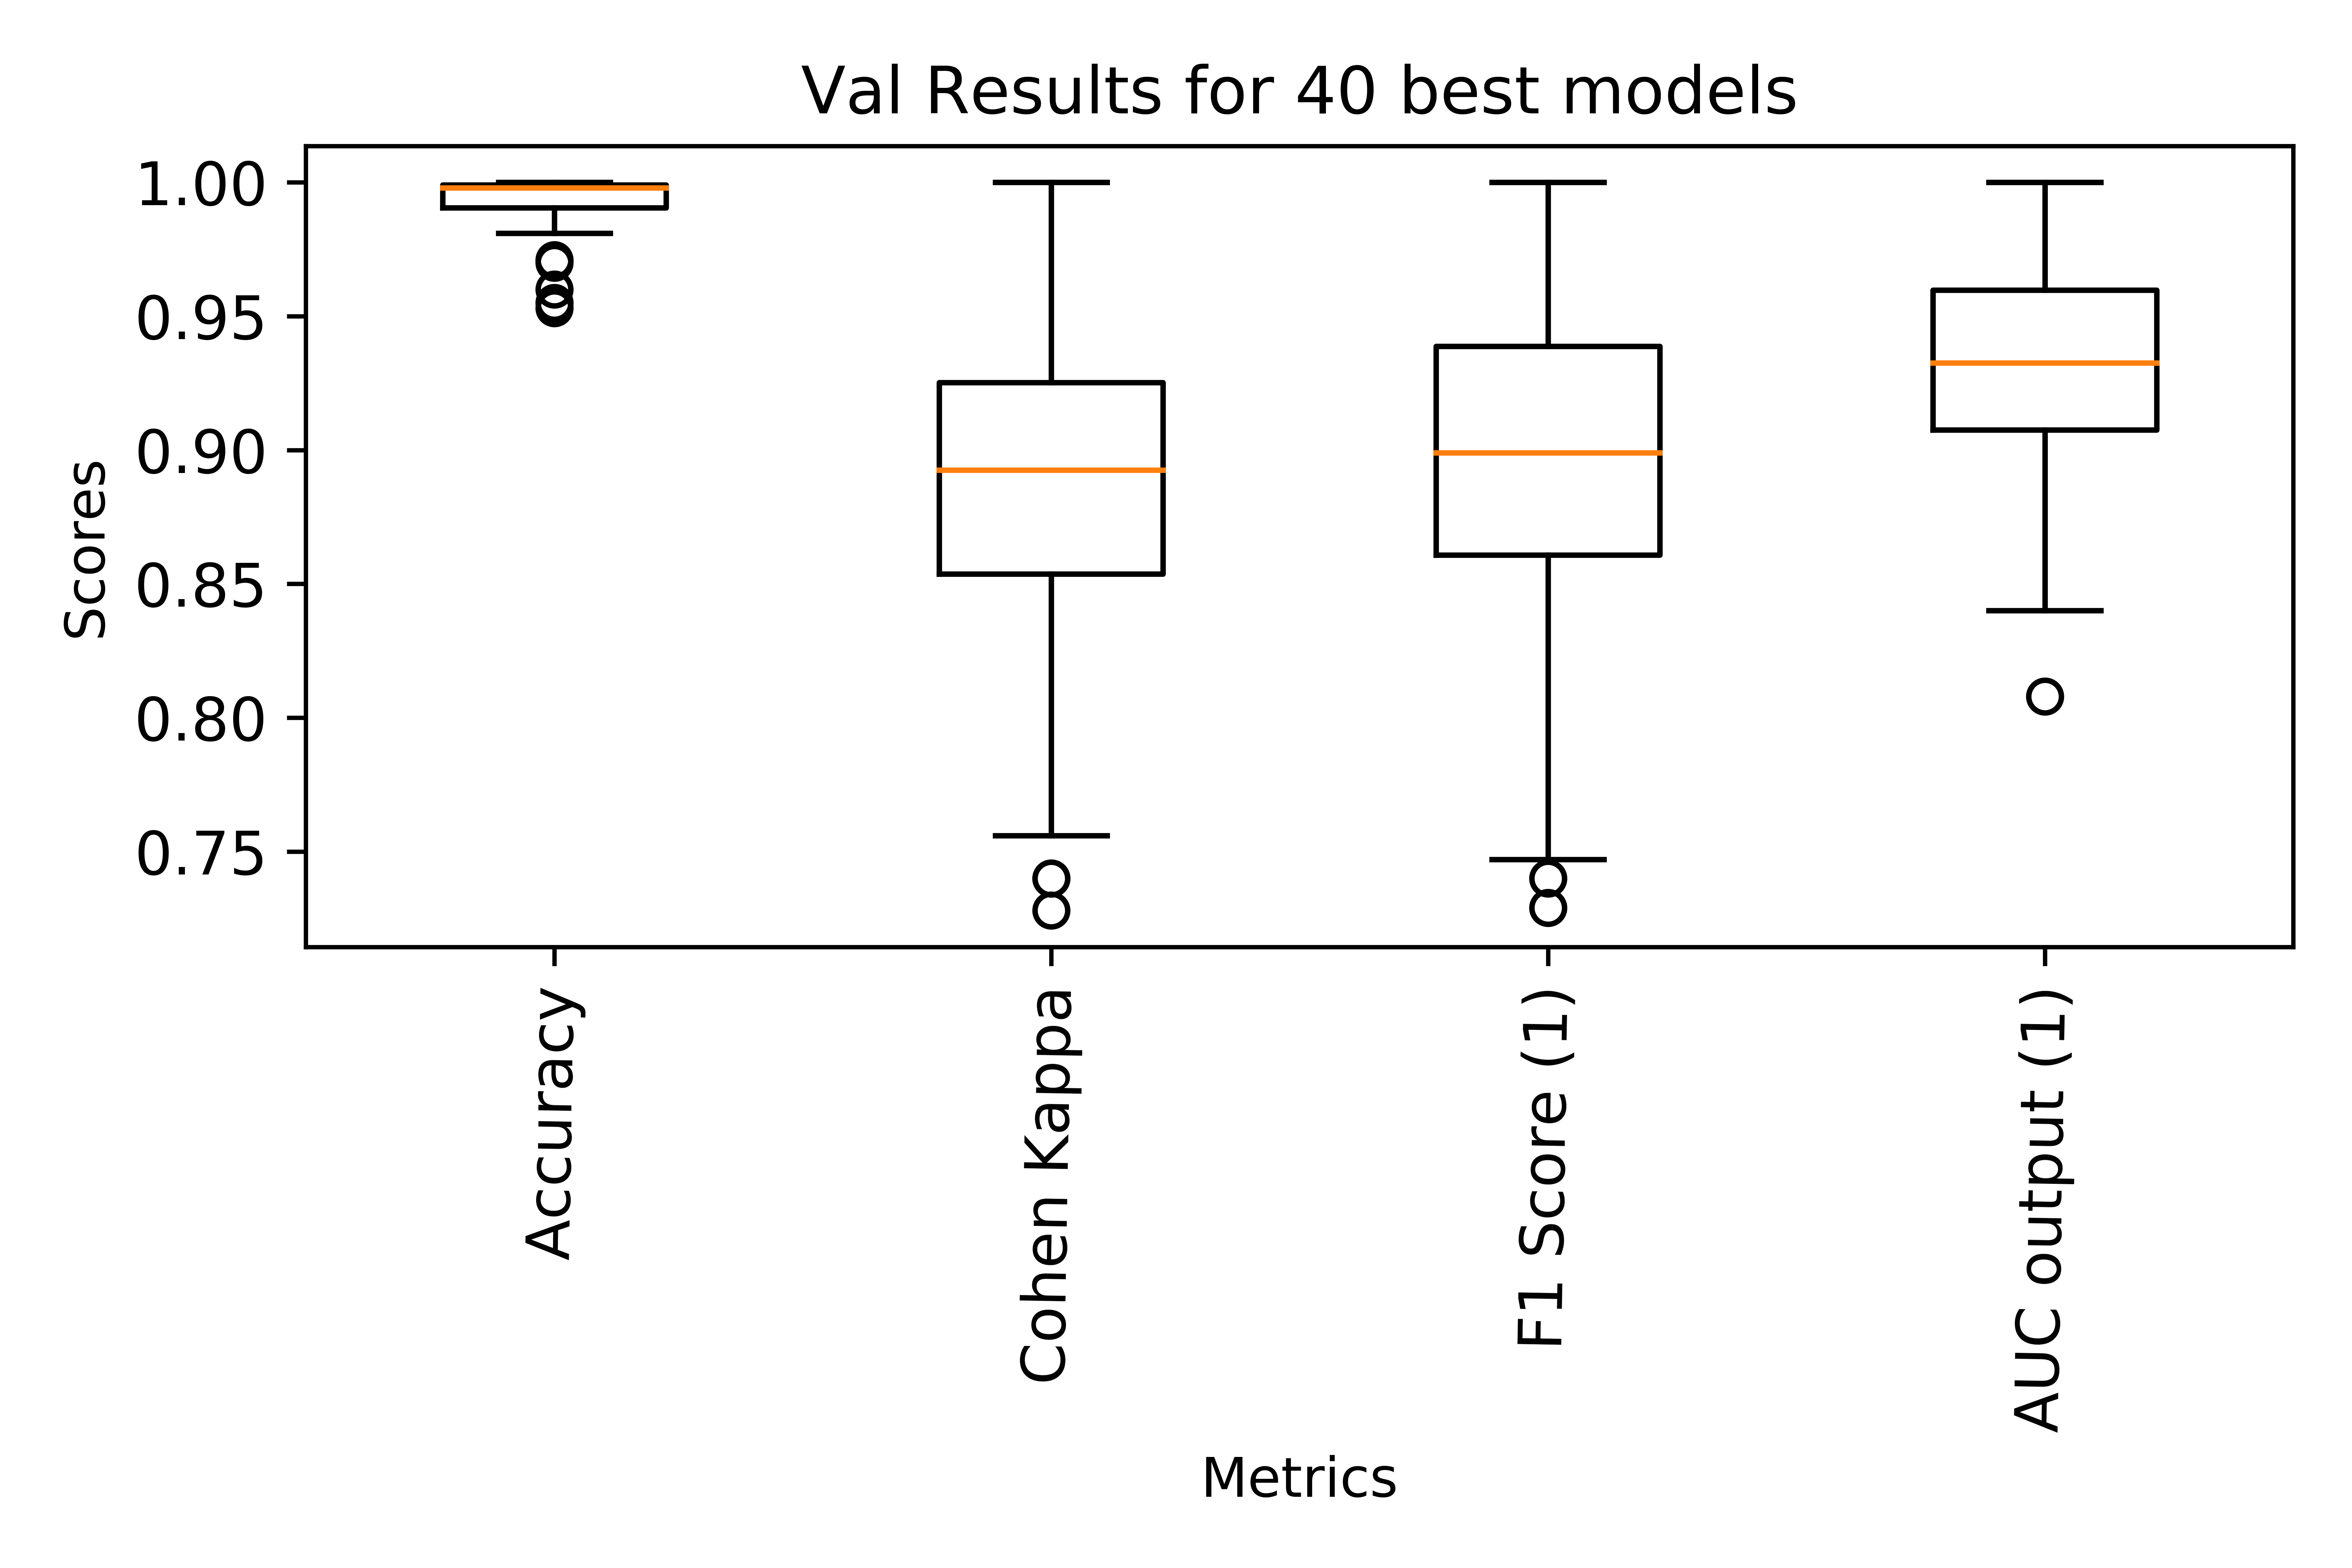 Val Results for 40 best models
1.00
0.95
0.90
0.85
0.80
0.75
Scores
Accuracy
Cohen Kappa
F1 Score (1)
AUC output (1)
Metrics